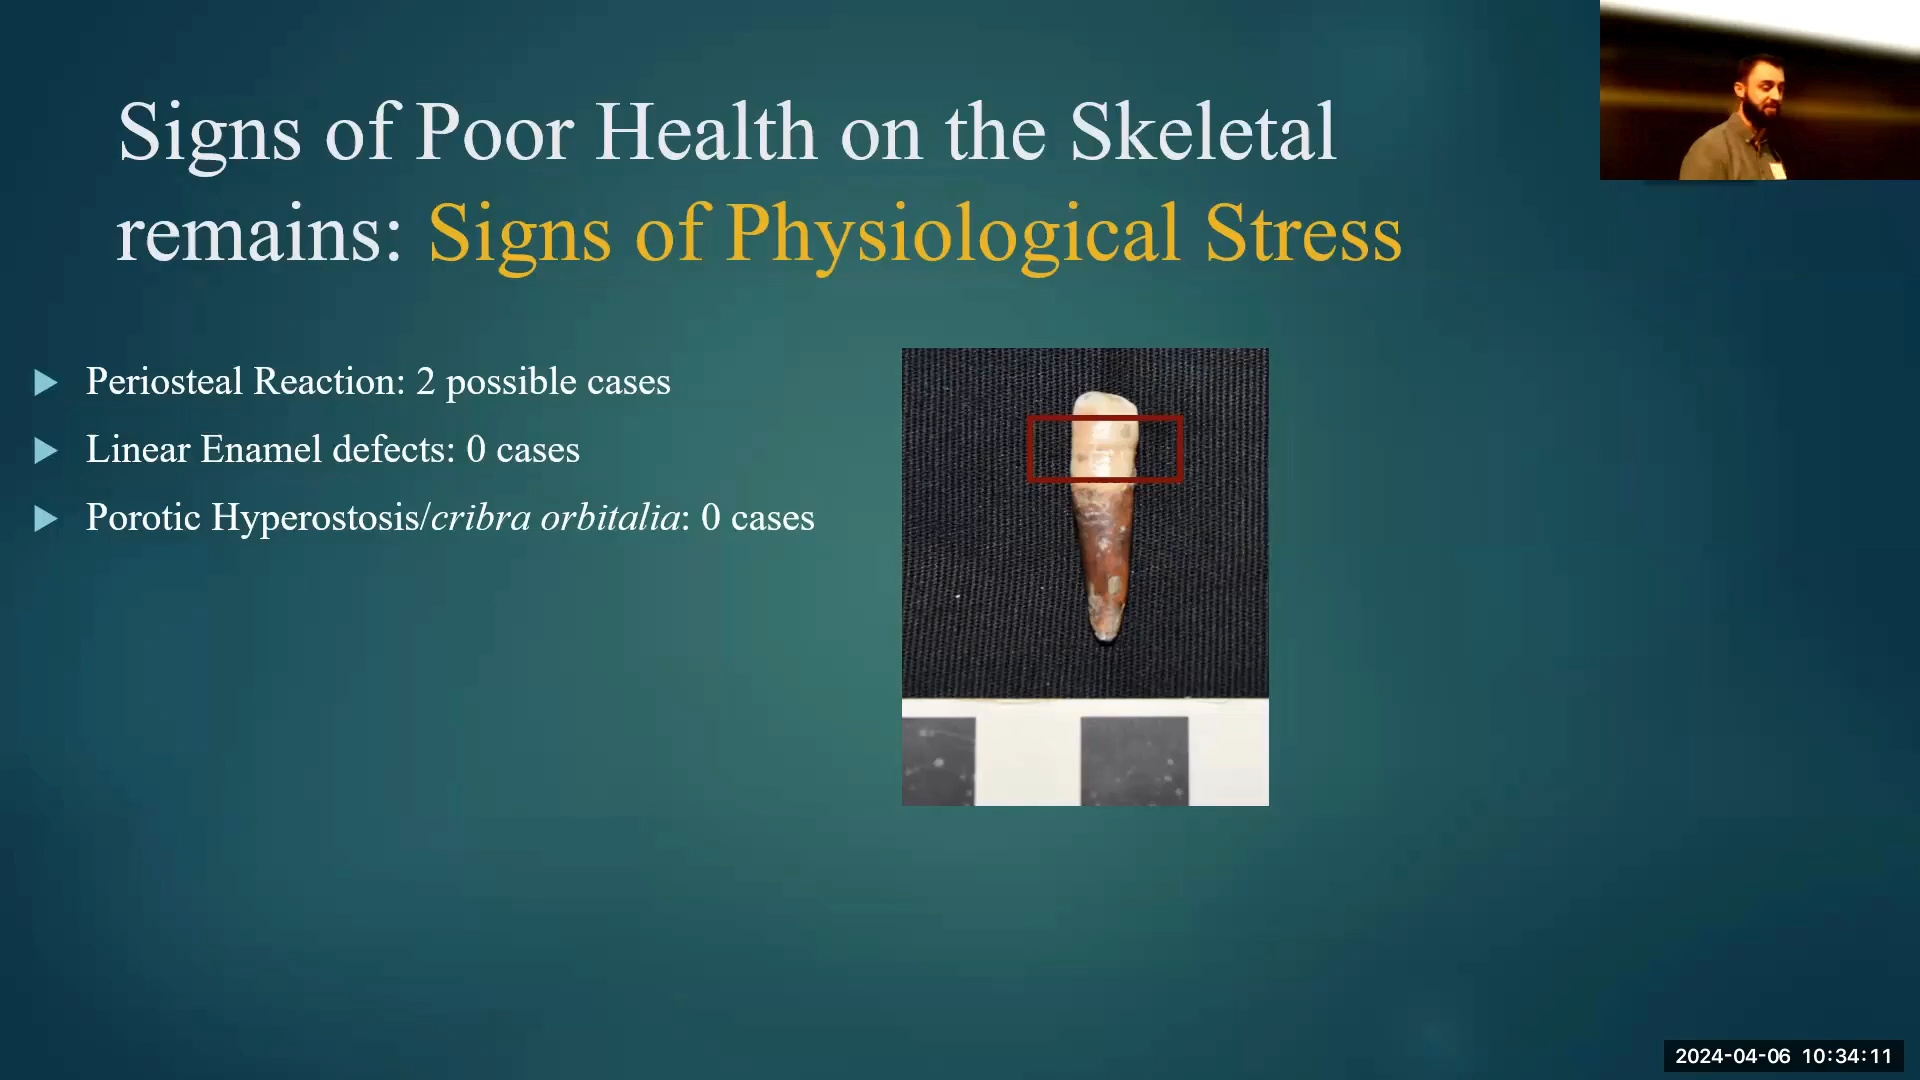 Signs of Poor Health on the Skeletal
remains: Signs of Physiological Stress
Periosteal Reaction: 2 possible cases
Linear Enamel defects: 0 cases
Porotic Hyperostosis/cribra orbitalia: 0 cases
2024-04-06 10:34:11